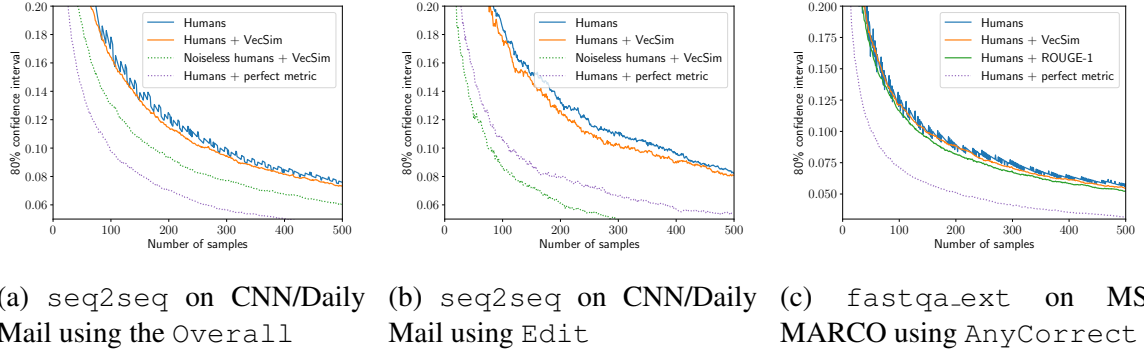 0.20
0.18
0.16
0.14
0.12
0.10
0.08
0.06
80% confidence interval
0
100
200
300
400
500
Number of samples
Humans
Humans + VecSim
Noiseless humans + VecSim
Humans + perfect metric
0.20
0.18
0.16
0.14
0.12
0.10
0.08
0.06
80% confidence interval
0
100
200
300
400
500
Number of samples
Humans
Humans + VecSim
Noiseless humans + VecSim
Humans + perfect metric
0.200
0.175
0.150
0.125
0.100
0.075
0.050
80% confidence interval
0
100
200
300
400
500
Number of samples
Humans
Humans + VecSim
Humans + ROUGE-1
Humans + perfect metric
(a) seq2seq on CNN/Daily
Mail using the Overall
(b) seq2seq on CNN/Daily
Mail using Edit
(c) fastqa_ext on MS
MARCO using AnyCorrect